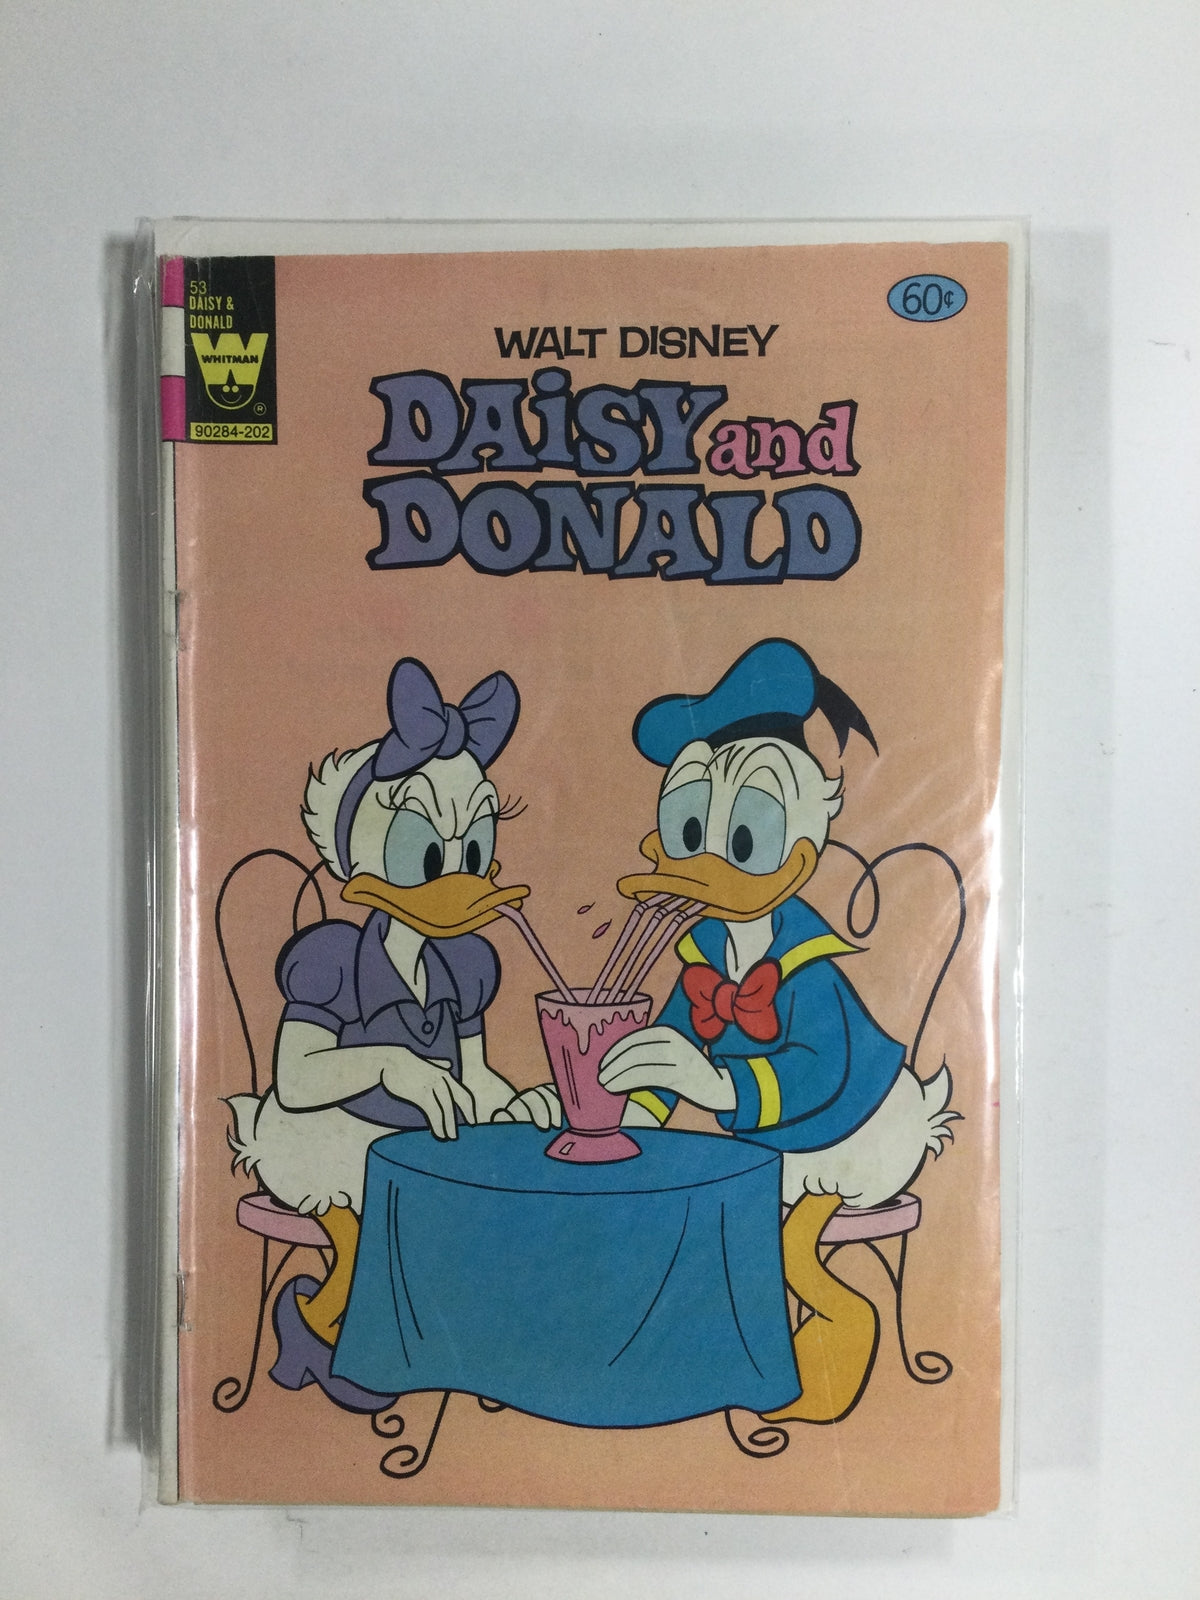 53
DAISY &
DONALD
WHITMAN
®
90284-202
60¢
WALT DISNEY
DAiSY and
DONALD